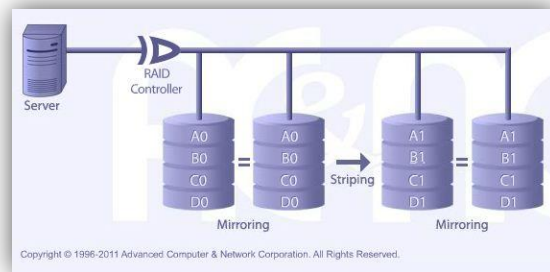 RAID
Controller
Server
A0 A0 A1 A1
B0 = B0 B1 = B1
C0 C0 Striping C1 C1
D0 D0 D1 D1
Mirroring Mirroring
Copyright © 1996-2011 Advanced Computer & Network Corporation. All Rights Reserved.